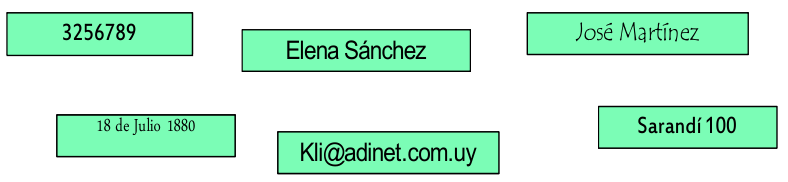 3256789
Elena Sánchez
José Martínez
18 de Julio 1880
Kli@adinet.com.uy
Sarandí 100